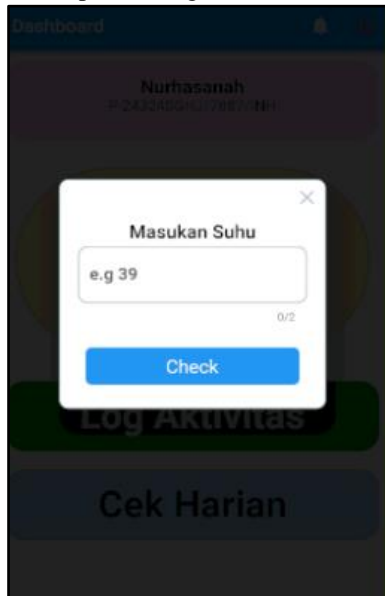 Dashboard
Nurhasanah
Masukan Suhu
e.g 39
0/2
Check
Log Aktivitas
Cek Harian